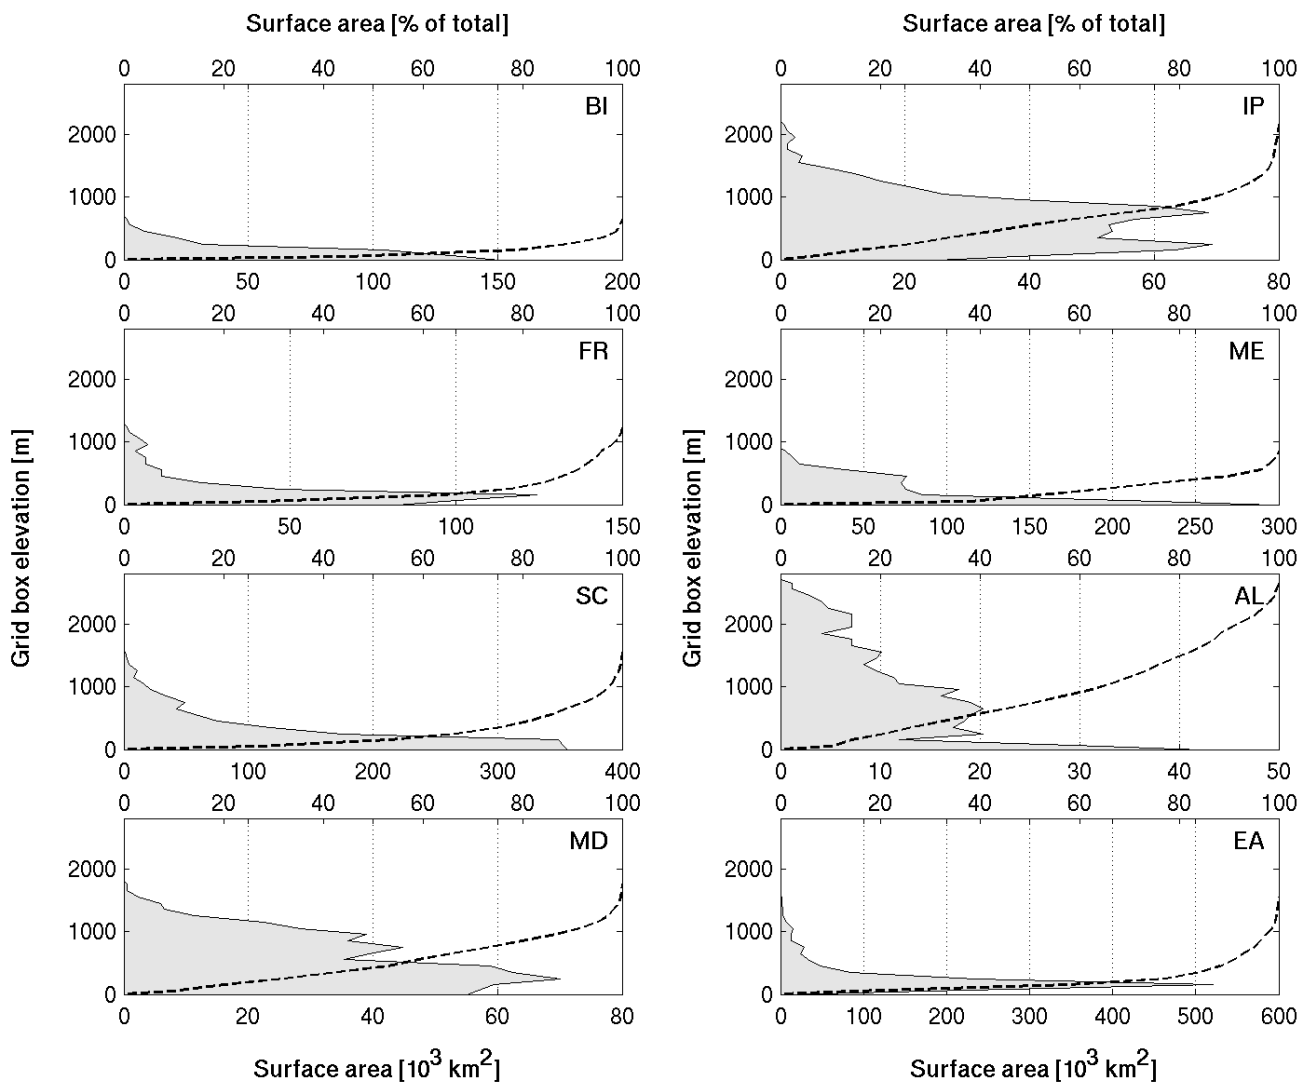 Surface area [% of total]
Surface area [% of total]
0 20 40 60 80 100
0 20 40 60 80 100
BI
IP
2000
1000
0
2000
1000
0
0 50 100 150 200
0 20 40 60 80
0 20 40 60 80 100
0 20 40 60 80 100
FR
ME
2000
1000
0
2000
1000
0
0 50 100 150
0 50 100 150 200 250 300
Grid box elevation [m]
Grid box elevation [m]
0 20 40 60 80 100
0 20 40 60 80 100
SC
AL
2000
1000
0
2000
1000
0
0 100 200 300 400
0 10 20 30 40 50
0 20 40 60 80 100
0 20 40 60 80 100
MD
EA
2000
1000
0
2000
1000
0
0 20 40 60 80
0 100 200 300 400 500 600
Surface area [10³ km²]
Surface area [10³ km²]